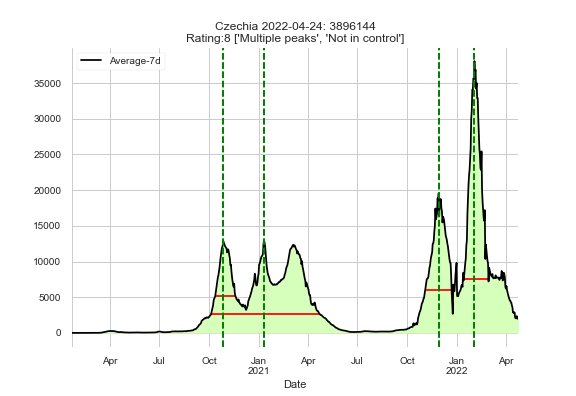 Czechia 2022-04-24: 3896144
Rating:8 ['Multiple peaks', 'Not in control']
Average-7d
35000
30000
25000
20000
15000
10000
5000
0
Apr Jul Oct Jan Apr Jul Oct Jan Apr
2021 2022
Date